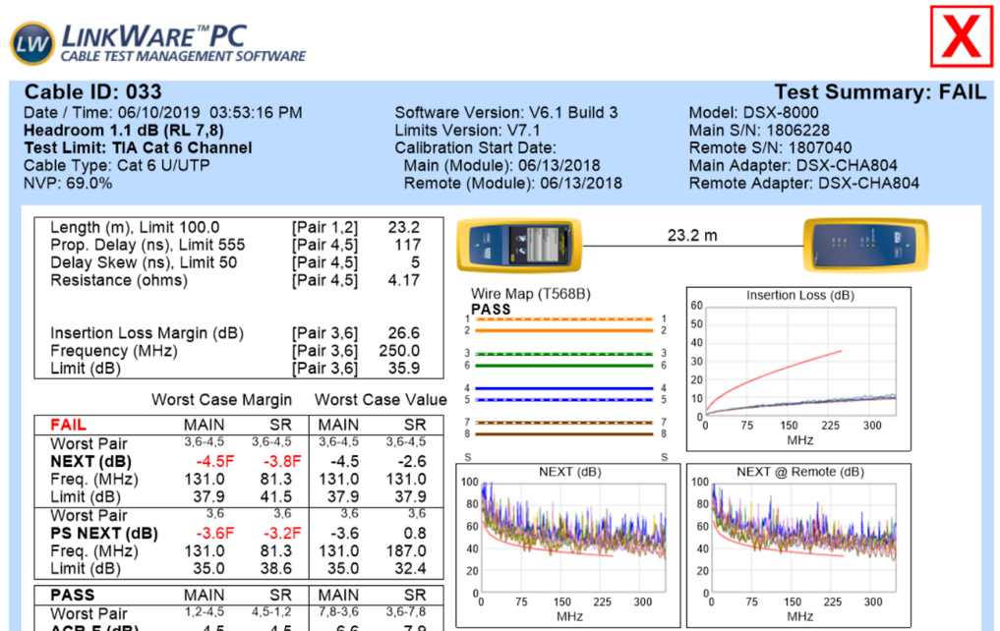 LW LINKWARE™ PC
CABLE TEST MANAGEMENT SOFTWARE
X
Cable ID: 033
Test Summary: FAIL
Date / Time: 06/10/2019 03:53:16 PM
Headroom 1.1 dB (RL 7,8)
Test Limit: TIA Cat 6 Channel
Cable Type: Cat 6 U/UTP
NVP: 69.0%
Software Version: V6.1 Build 3
Limits Version: V7.1
Calibration Start Date:
Main (Module): 06/13/2018
Remote (Module): 06/13/2018
Model: DSX-8000
Main S/N: 1806228
Remote S/N: 1807040
Main Adapter: DSX-CHA804
Remote Adapter: DSX-CHA804
Length (m), Limit 100.0 [Pair 1,2] 23.2
Prop. Delay (ns), Limit 555 [Pair 4,5] 117
Delay Skew (ns), Limit 50 [Pair 4,5] 5
Resistance (ohms) [Pair 4,5] 4.17
Insertion Loss Margin (dB) [Pair 3,6] 26.6
Frequency (MHz) [Pair 3,6] 250.0
Limit (dB) [Pair 3,6] 35.9
Worst Case Margin Worst Case Value
FAIL MAIN SR MAIN SR
Worst Pair 3,6-4,5 3,6-4,5 3,6-4,5 3,6-4,5
NEXT (dB) -4.5F -3.8F -4.5 -2.6
Freq. (MHz) 131.0 81.3 131.0 131.0
Limit (dB) 37.9 41.5 37.9 37.9
Worst Pair 3,6 3,6 3,6 3,6
PS NEXT (dB) -3.6F -3.2F -3.6 0.8
Freq. (MHz) 131.0 81.3 131.0 187.0
Limit (dB) 35.0 38.6 35.0 32.4
PASS MAIN SR MAIN SR
Worst Pair 1,2-4,5 4,5-1,2 7,8-3,6 3,6-7,8
ACR-F (dB) 4.5 4.5 6.6 7.9
23.2 m
Wire Map (T568B)
PASS
1 1
2 2
3 3
6 6
4 4
5 5
7 7
8 8
S S
Insertion Loss (dB)
60
50
40
30
20
10
0
0 75 150 225 300
MHz
NEXT (dB)
100
80
60
40
20
0
0 75 150 225 300
MHz
NEXT @ Remote (dB)
100
80
60
40
20
0
0 75 150 225 300
MHz